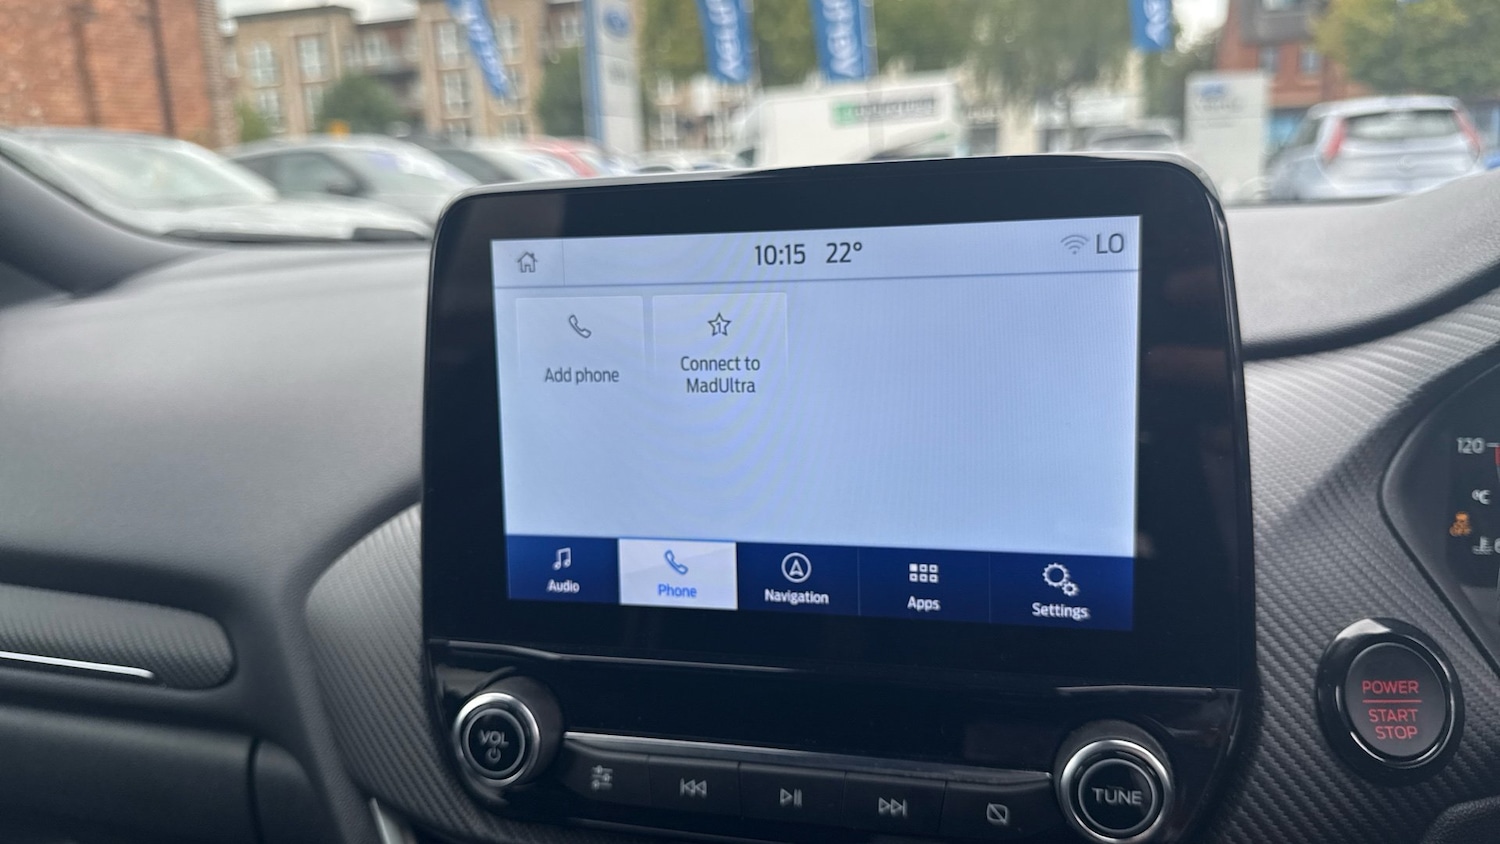 10:15 22°
LO
1
Add phone
Connect to
MadUltra
Audio
Phone
Navigation
Apps
Settings
VOL
TUNE
POWER
START
STOP
120
°C